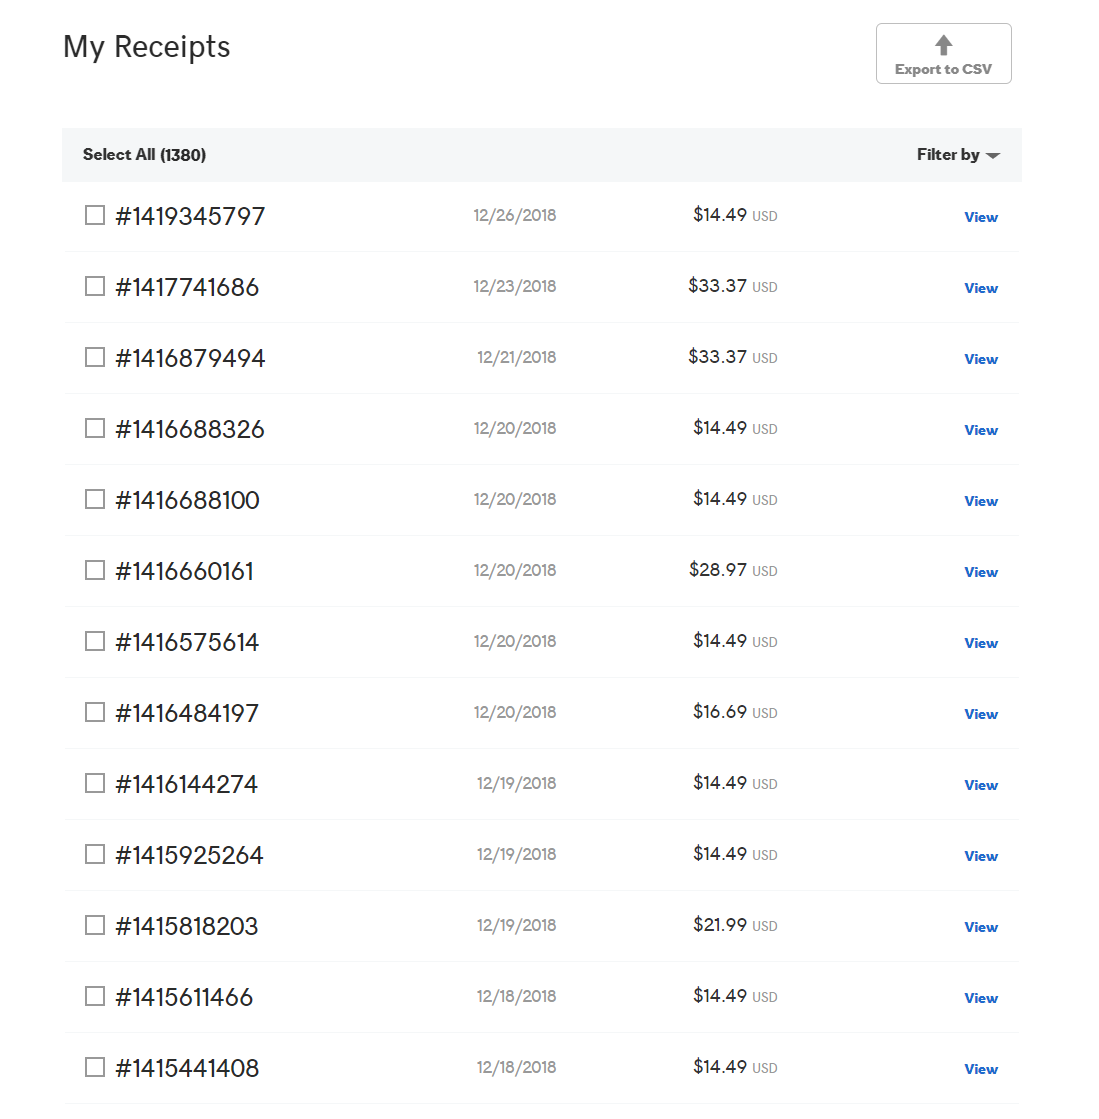 My Receipts
Export to CSV
Select All (1380) Filter by
#1419345797 12/26/2018 $14.49 USD View
#1417741686 12/23/2018 $33.37 USD View
#1416879494 12/21/2018 $33.37 USD View
#1416688326 12/20/2018 $14.49 USD View
#1416688100 12/20/2018 $14.49 USD View
#1416660161 12/20/2018 $28.97 USD View
#1416575614 12/20/2018 $14.49 USD View
#1416484197 12/20/2018 $16.69 USD View
#1416144274 12/19/2018 $14.49 USD View
#1415925264 12/19/2018 $14.49 USD View
#1415818203 12/19/2018 $21.99 USD View
#1415611466 12/18/2018 $14.49 USD View
#1415441408 12/18/2018 $14.49 USD View